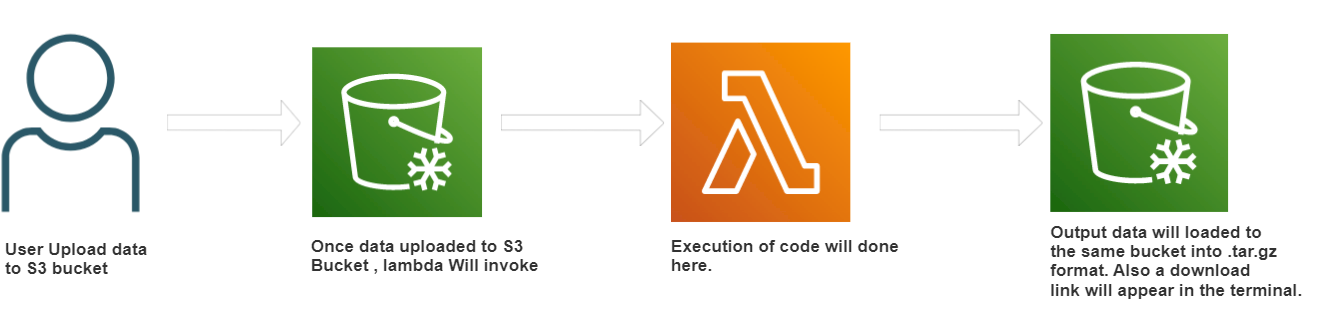 User Upload data
to S3 bucket
Once data uploaded to S3
Bucket , lambda Will invoke
Execution of code will done
here.
Output data will loaded to
the same bucket into .tar.gz
format. Also a download
link will appear in the terminal.